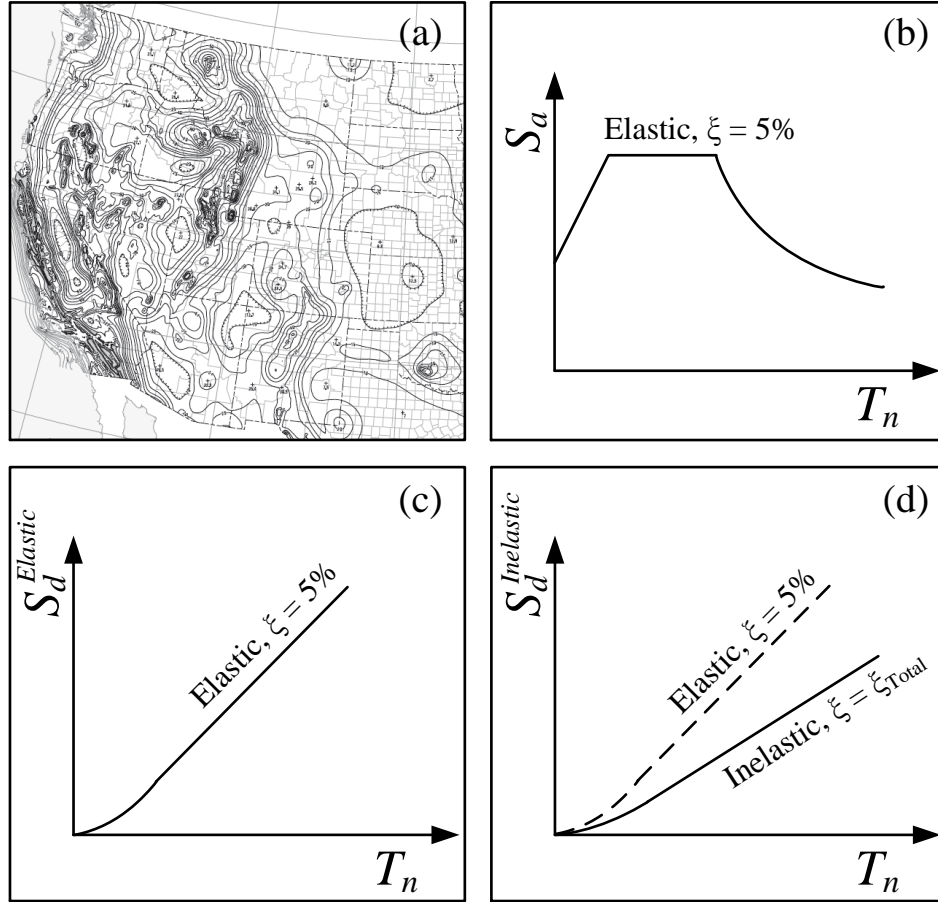 (a)
(b)
S_a
Elastic, ξ = 5%
T_n
(c)
S_d^Elastic
Elastic, ξ = 5%
T_n
(d)
S_d^Inelastic
Elastic, ξ = 5%
Inelastic, ξ = ξ_Total
T_n